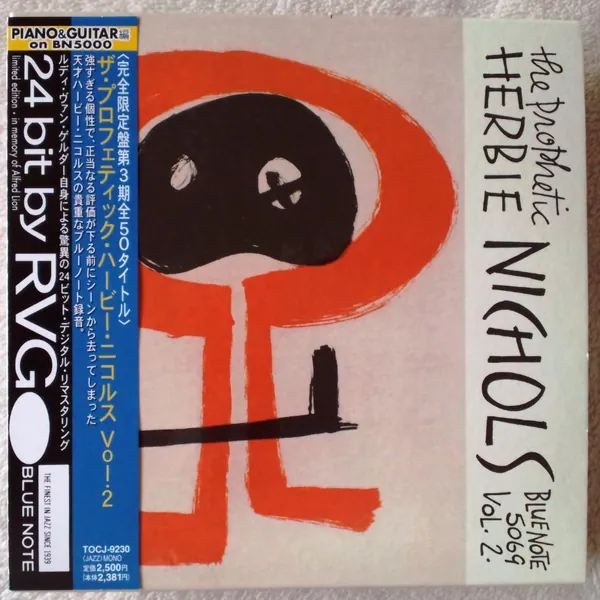 PIANO&GUITAR編
on BN5000
24 bit by RVG
limited edition • in memory of Alfred Lion
BLUE NOTE
THE FINEST IN JAZZ SINCE 1939
〈完全限定盤第3期全50タイトル〉
ザ・プロフェティック・ハービー・ニコルス vol.2
強すぎる個性で、正当なる評価が下る前にシーンから去ってしまった
天才ハービー・ニコルスの貴重なブルーノート録音。
ルディ・ヴァン・ゲルダー自身による驚異の24ビット・デジタル・リマスタリング
TOCJ-9230
(JAZZ) MONO
定価2,500円
[本体2,381円]
the prophetic
HERBIE NICHOLS
BLUE NOTE
5069
Vol. 2.